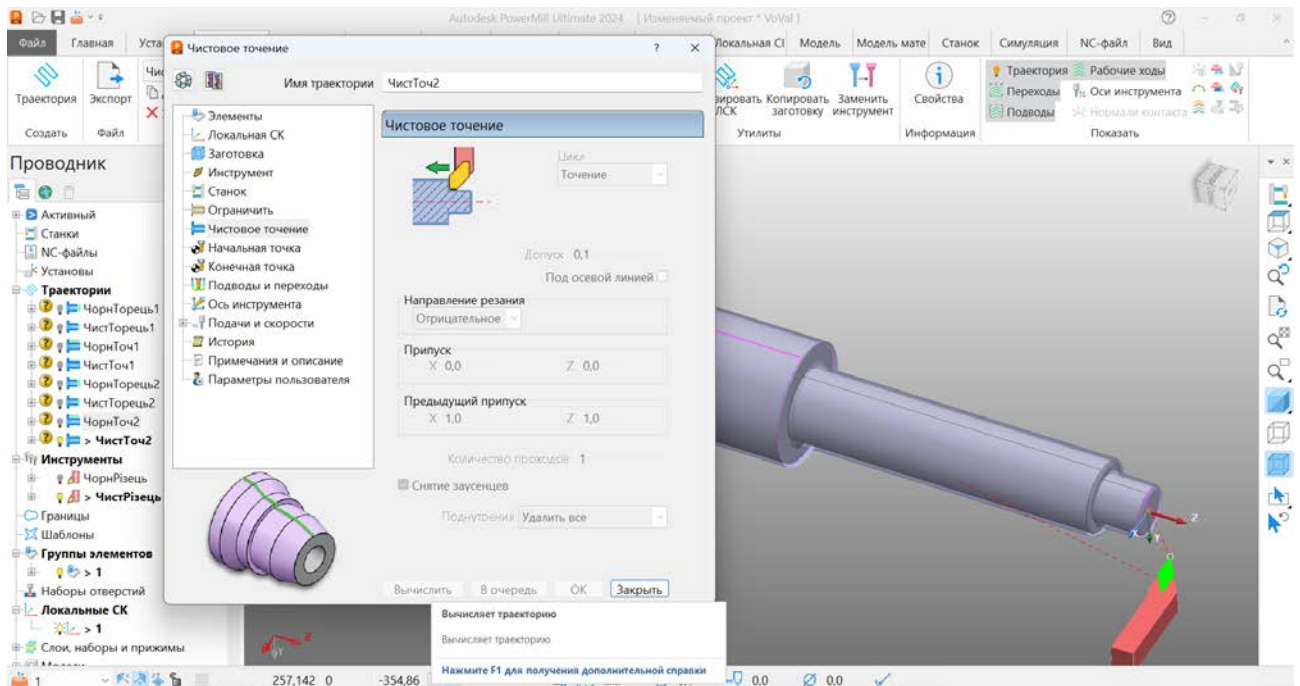 Autodesk PowerMill Ultimate 2024 [ Изменяемый проект * VoVal ]
Файл Главная Уста Локальная СІ Модель Модель мате Станок Симуляция NC-файл Вид
Траектория Экспорт Чис
Создать Файл
ировать Копировать Заменить
ЛСК заготовку инструмент
Утилиты
Свойства
Информация
Траектория Рабочие ходы
Переходы Оси инструмента
Подводы Нормали контакта
Показать
Проводник
Активный
Станки
NC-файлы
Установы
Траектории
ЧорнТорець1
ЧистТорець1
ЧорнТоч1
ЧистТоч1
ЧорнТорець2
ЧистТорець2
ЧорнТоч2
> ЧистТоч2
Инструменты
ЧорнРізець
> ЧистРізець
Границы
Шаблоны
Группы элементов
> 1
Наборы отверстий
Локальные СК
> 1
Слои, наборы и прижимы
Чистовое точение ? ×
Имя траектории ЧистТоч2
Элементы
Локальная СК
Заготовка
Инструмент
Станок
Ограничить
Чистовое точение
Начальная точка
Конечная точка
Подводы и переходы
Ось инструмента
Подачи и скорости
История
Примечания и описание
Параметры пользователя
Чистовое точение
Цикл
Точение
Допуск 0,1
Под осевой линией
Направление резания
Отрицательное
Припуск
X 0,0 Z 0,0
Предыдущий припуск
X 1,0 Z 1,0
Количество проходов 1
Снятие заусенцев
Поднутрения Удалить все
Вычислить В очередь ОК Закрыть
Вычисляет траекторию
Вычисляет траекторию
Нажмите F1 для получения дополнительной справки
Z
X
Y
1 257,142 0 -354,86 0,0 0,0